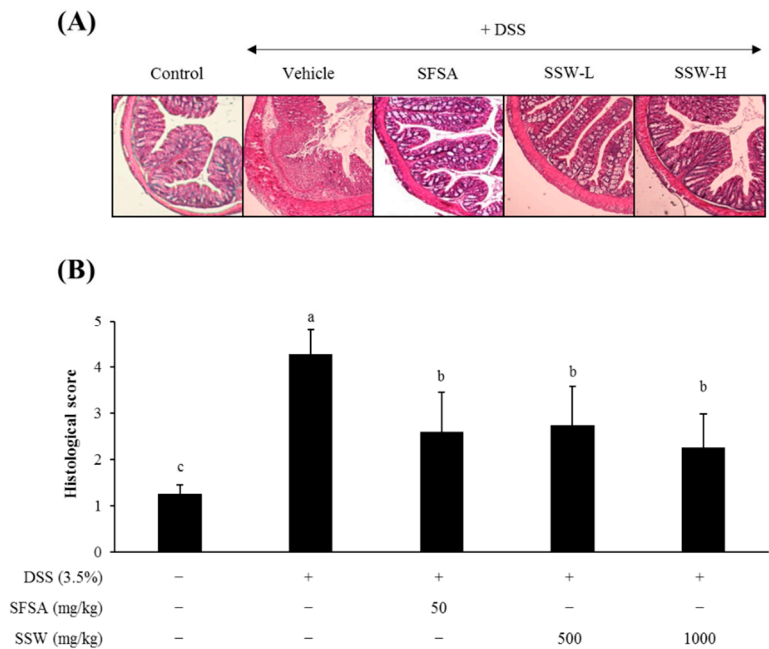 (A)
+ DSS
Control Vehicle SFSA SSW-L SSW-H
(B)
Histological score
5
4
3
2
1
0
c a b b b
DSS (3.5%) − + + + +
SFSA (mg/kg) − − 50 − −
SSW (mg/kg) − − − 500 1000